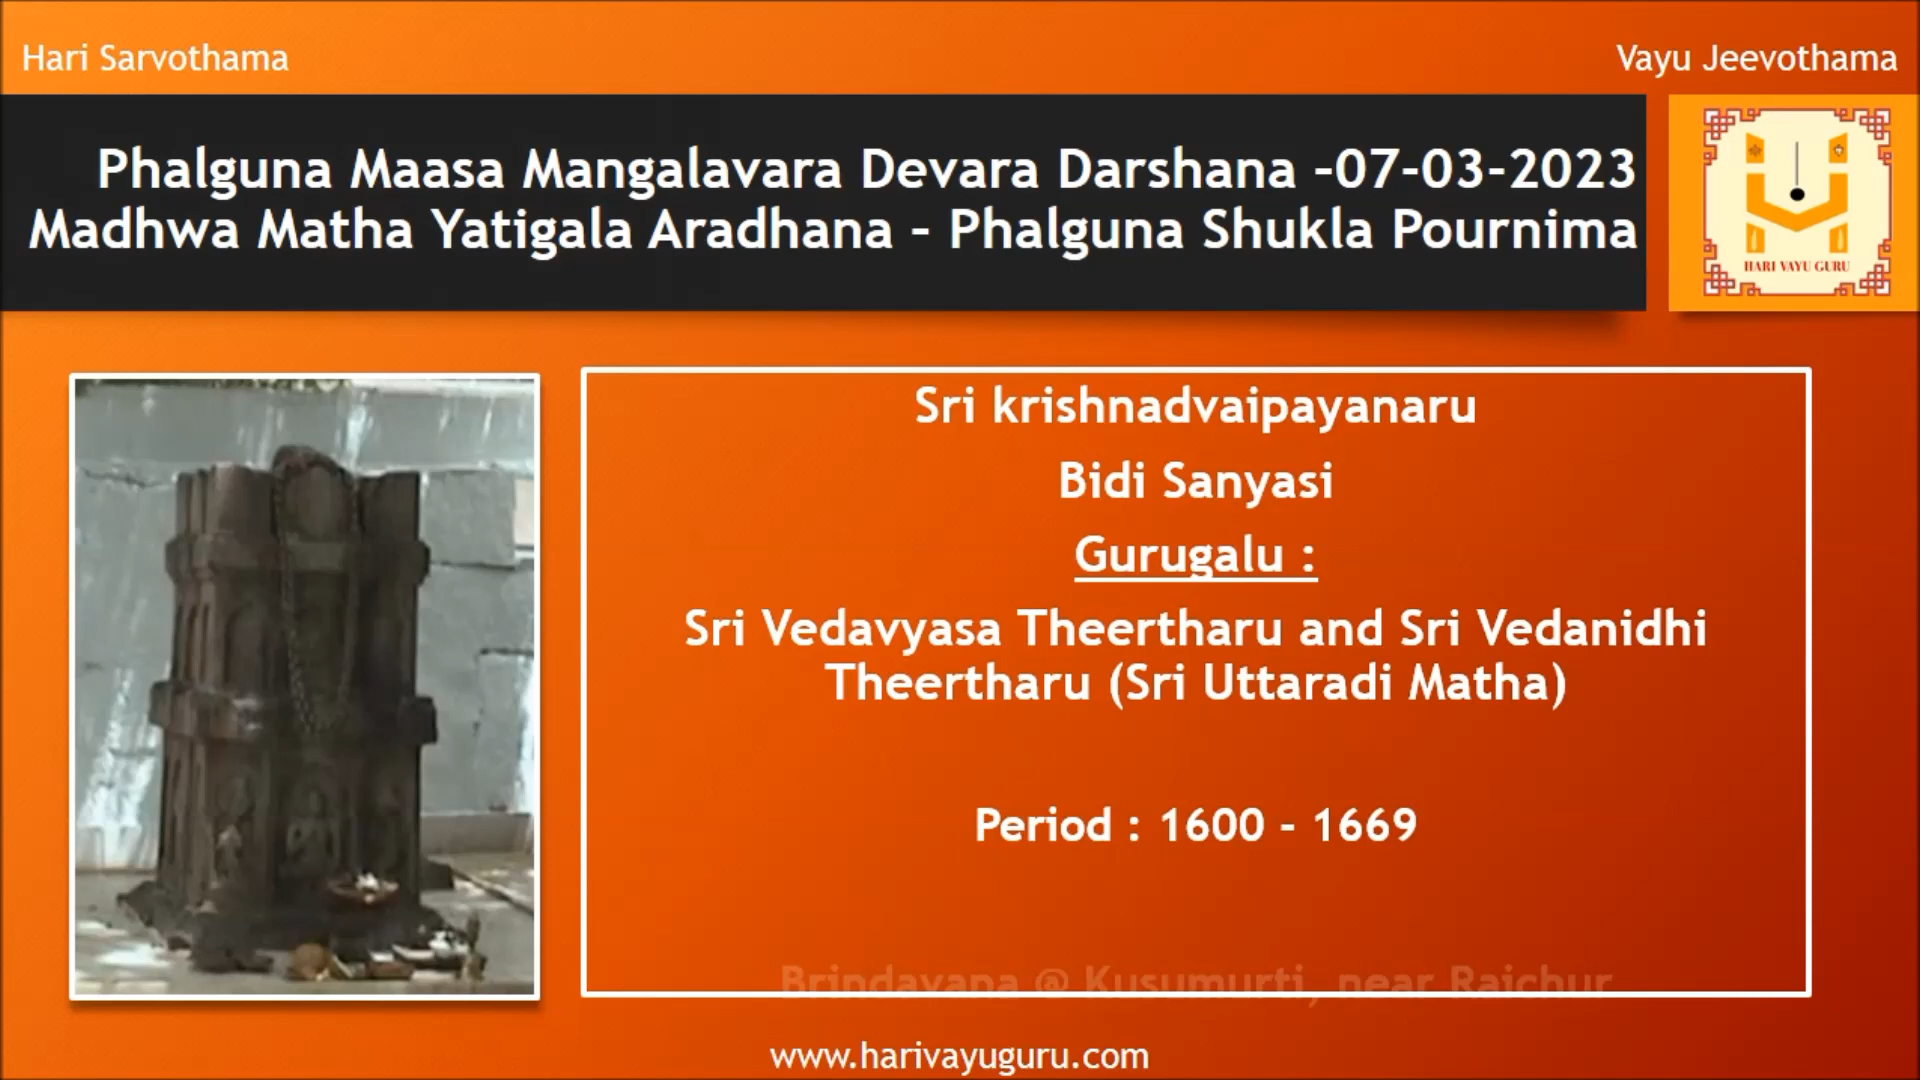 Hari Sarvothama
Vayu Jeevothama
Phalguna Maasa Mangalavara Devara Darshana –07-03-2023
Madhwa Matha Yatigala Aradhana – Phalguna Shukla Pournima
HARI VAYU GURU
Sri krishnadvaipayanaru
Bidi Sanyasi
Gurugalu :
Sri Vedavyasa Theertharu and Sri Vedanidhi
Theertharu (Sri Uttaradi Matha)
Period : 1600 - 1669
Brindavana @ Kusumurti, near Raichur
www.harivayuguru.com